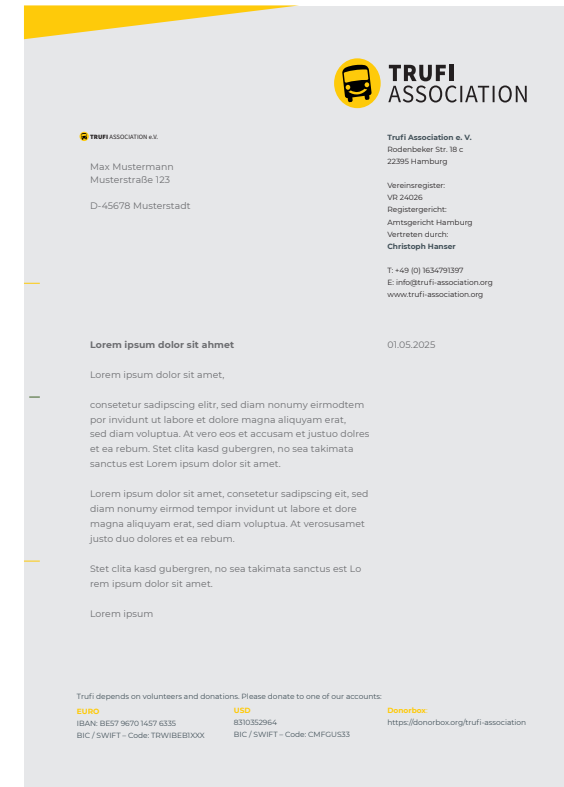 TRUFI
ASSOCIATION
TRUFI ASSOCIATION e.V.
Max Mustermann
Musterstraße 123
D-45678 Musterstadt
Trufi Association e. V.
Rodenbeker Str. 18 c
22395 Hamburg
Vereinsregister:
VR 24026
Registergericht:
Amtsgericht Hamburg
Vertreten durch:
Christoph Hanser
T: +49 (0) 1634791397
E: info@trufi-association.org
www.trufi-association.org
Lorem ipsum dolor sit ahmet
01.05.2025
Lorem ipsum dolor sit amet,
consetetur sadipscing elitr, sed diam nonumy eirmodtem
por invidunt ut labore et dolore magna aliquyam erat,
sed diam voluptua. At vero eos et accusam et justuo dolres
et ea rebum. Stet clita kasd gubergren, no sea takimata
sanctus est Lorem ipsum dolor sit amet.
Lorem ipsum dolor sit amet, consetetur sadipscing eit, sed
diam nonumy eirmod tempor invidunt ut labore et dore
magna aliquyam erat, sed diam voluptua. At verosusamet
justo duo dolores et ea rebum.
Stet clita kasd gubergren, no sea takimata sanctus est Lo
rem ipsum dolor sit amet.
Lorem ipsum
Trufi depends on volunteers and donations. Please donate to one of our accounts:
EURO
IBAN: BE57 9670 1457 6335
BIC / SWIFT – Code: TRWIBEB1XXX
USD
8310352964
BIC / SWIFT – Code: CMFGUS33
Donorbox
https://donorbox.org/trufi-association